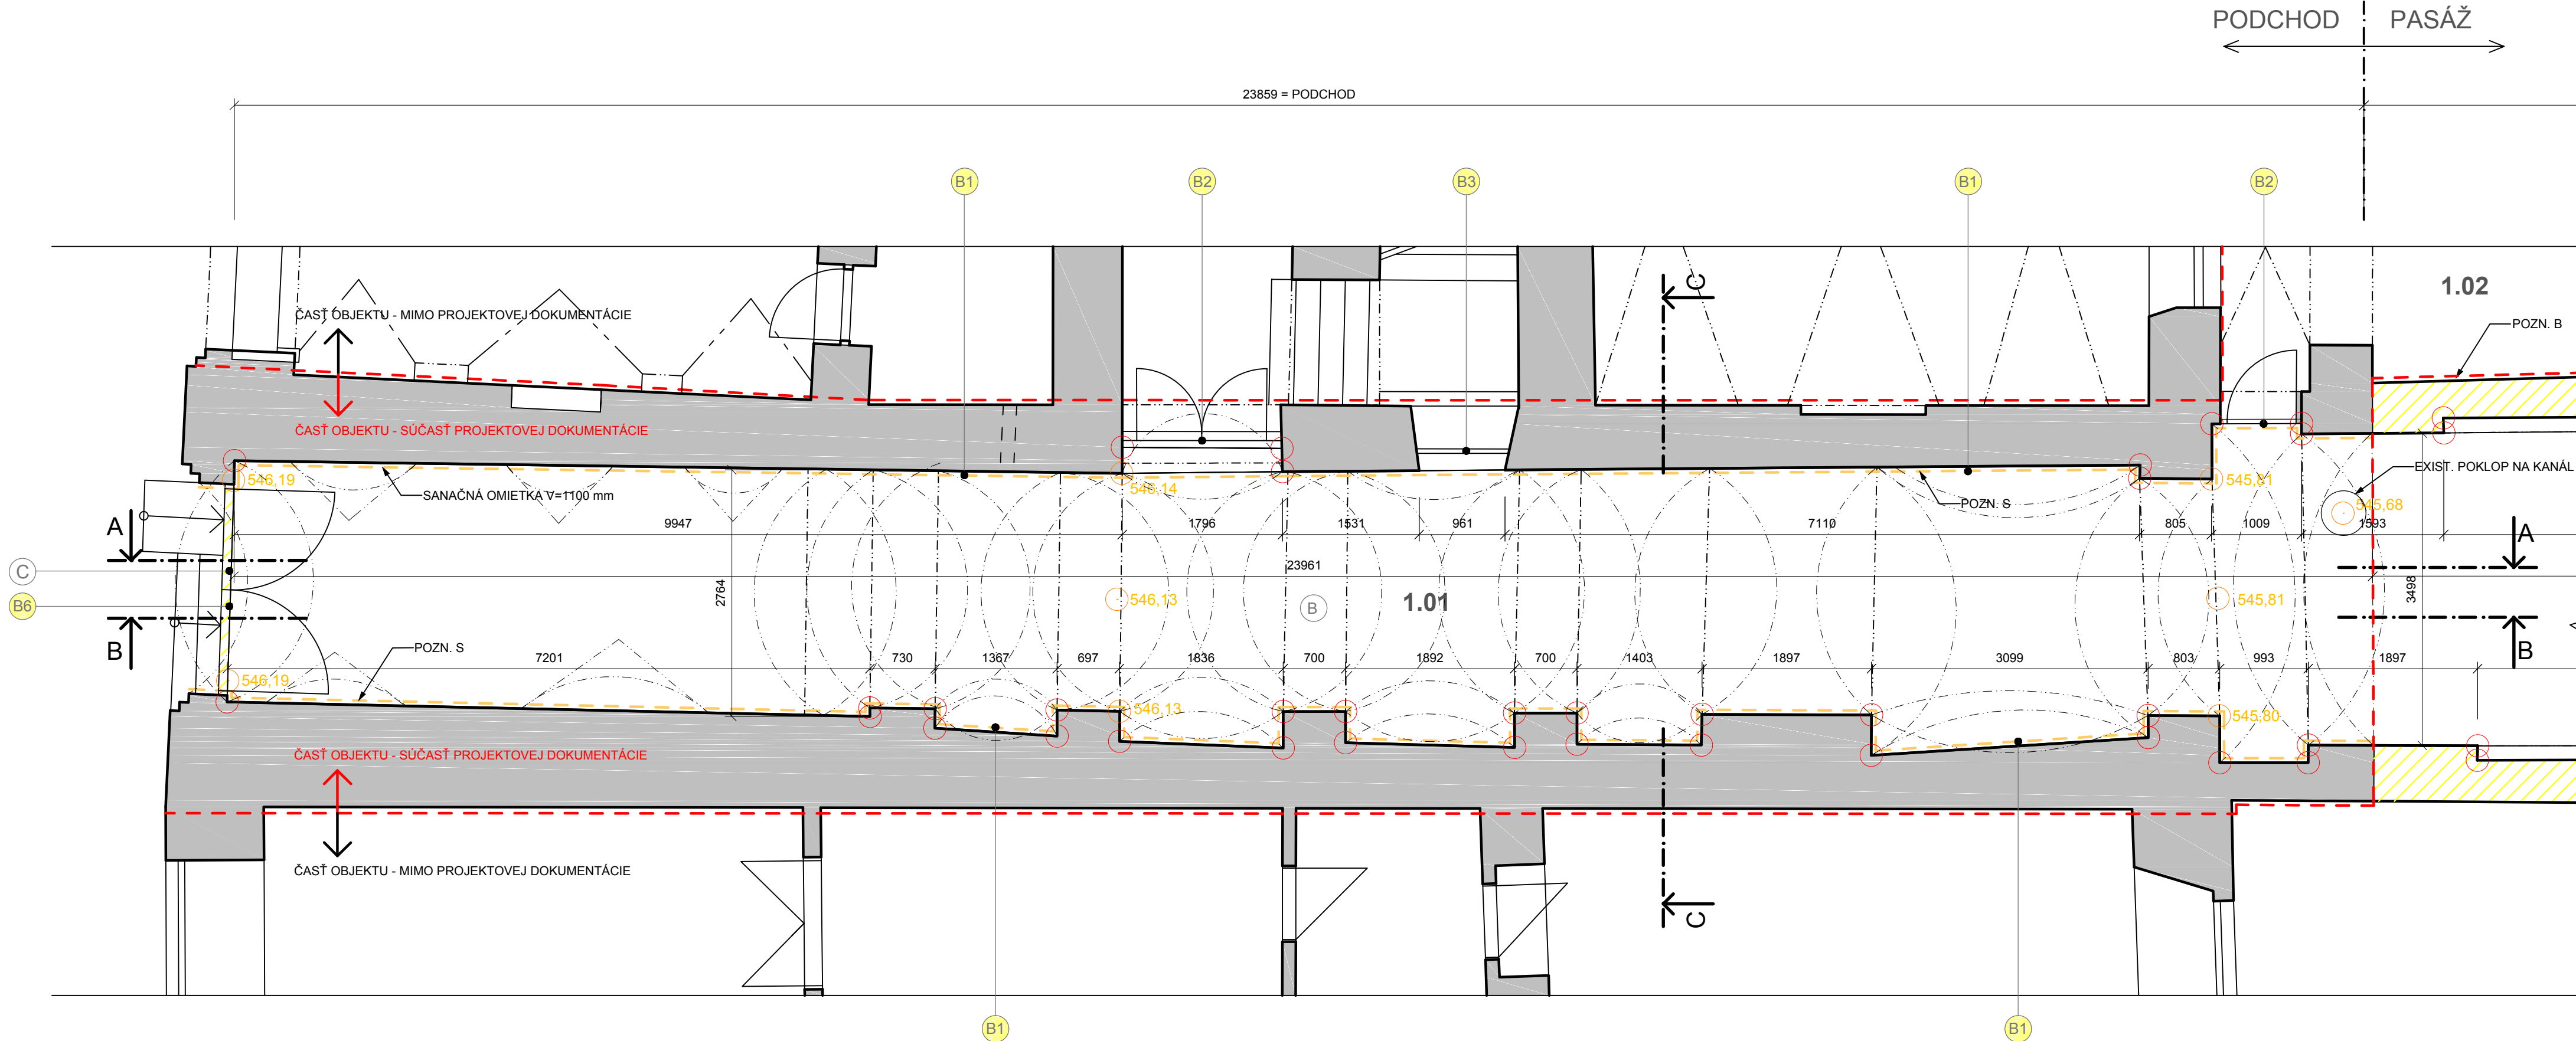 PODCHOD
PASÁŽ
23859 = PODCHOD
B1
B2
B3
B1
B2
1.02
C
POZN. B
ČASŤ OBJEKTU - MIMO PROJEKTOVEJ DOKUMENTÁCIE
ČASŤ OBJEKTU - SÚČASŤ PROJEKTOVEJ DOKUMENTÁCIE
EXIST. POKLOP NA KANÁL
546,19
SANAČNÁ OMIETKA V=1100 mm
546,14
POZN. S
545,81
545,68
A
9947
1796
1531
961
7110
805
1009
1593
A
C
23961
2764
3498
B6
546,13
B
1.01
545,81
B
POZN. S
7201
730
1367
697
1836
700
1892
700
1403
1897
3099
803
993
1897
B
546,19
546,13
545,80
ČASŤ OBJEKTU - SÚČASŤ PROJEKTOVEJ DOKUMENTÁCIE
ČASŤ OBJEKTU - MIMO PROJEKTOVEJ DOKUMENTÁCIE
C
B1
B1